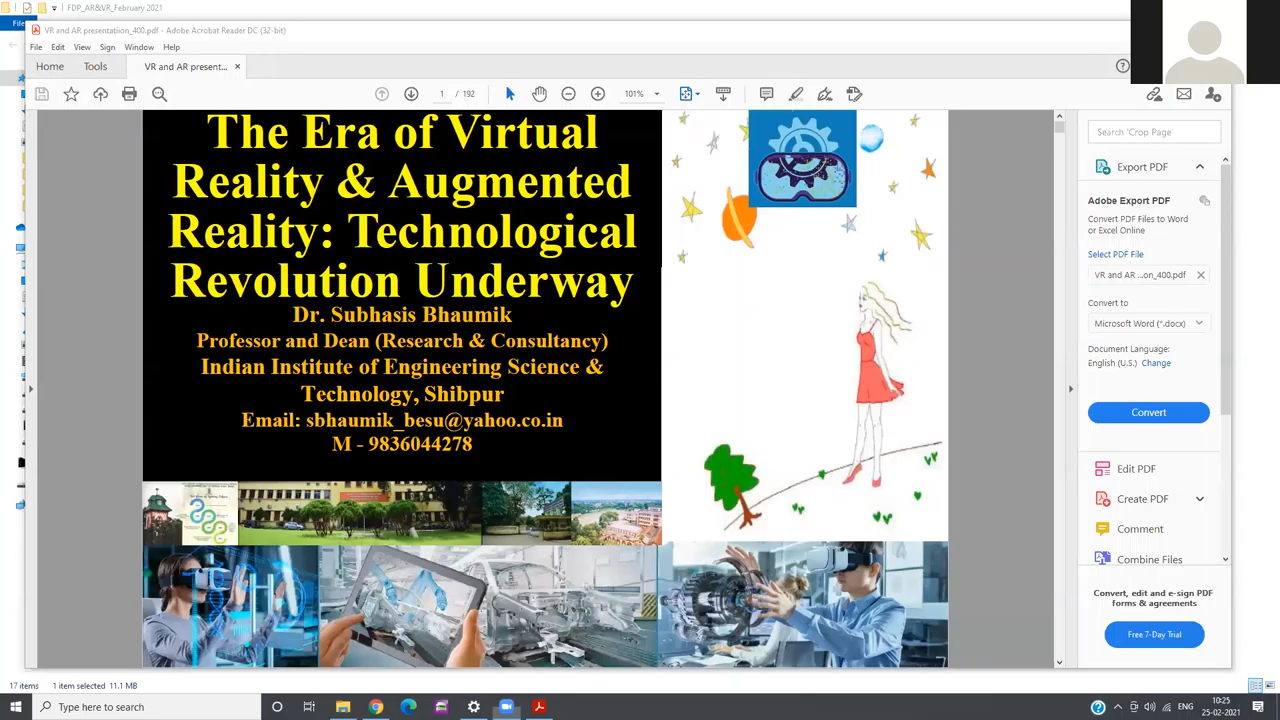 FDP_AR&VR_February 2021
File
VR and AR presentatiion_400.pdf - Adobe Acrobat Reader DC (32-bit)
File Edit View Sign Window Help
Home Tools VR and AR present... ×
1 / 192 101%
Search 'Crop Page'
Export PDF
Adobe Export PDF
Convert PDF Files to Word
or Excel Online
Select PDF File
VR and AR ...on_400.pdf
Convert to
Microsoft Word (*.docx)
Document Language:
English (U.S.) Change
Convert
Edit PDF
Create PDF
Comment
Combine Files
Convert, edit and e-sign PDF
forms & agreements
Free 7-Day Trial
The Era of Virtual
Reality & Augmented
Reality: Technological
Revolution Underway
Dr. Subhasis Bhaumik
Professor and Dean (Research & Consultancy)
Indian Institute of Engineering Science &
Technology, Shibpur
Email: sbhaumik_besu@yahoo.co.in
M - 9836044278
17 items 1 item selected 11.1 MB
Type here to search
ENG
10:25
25-02-2021